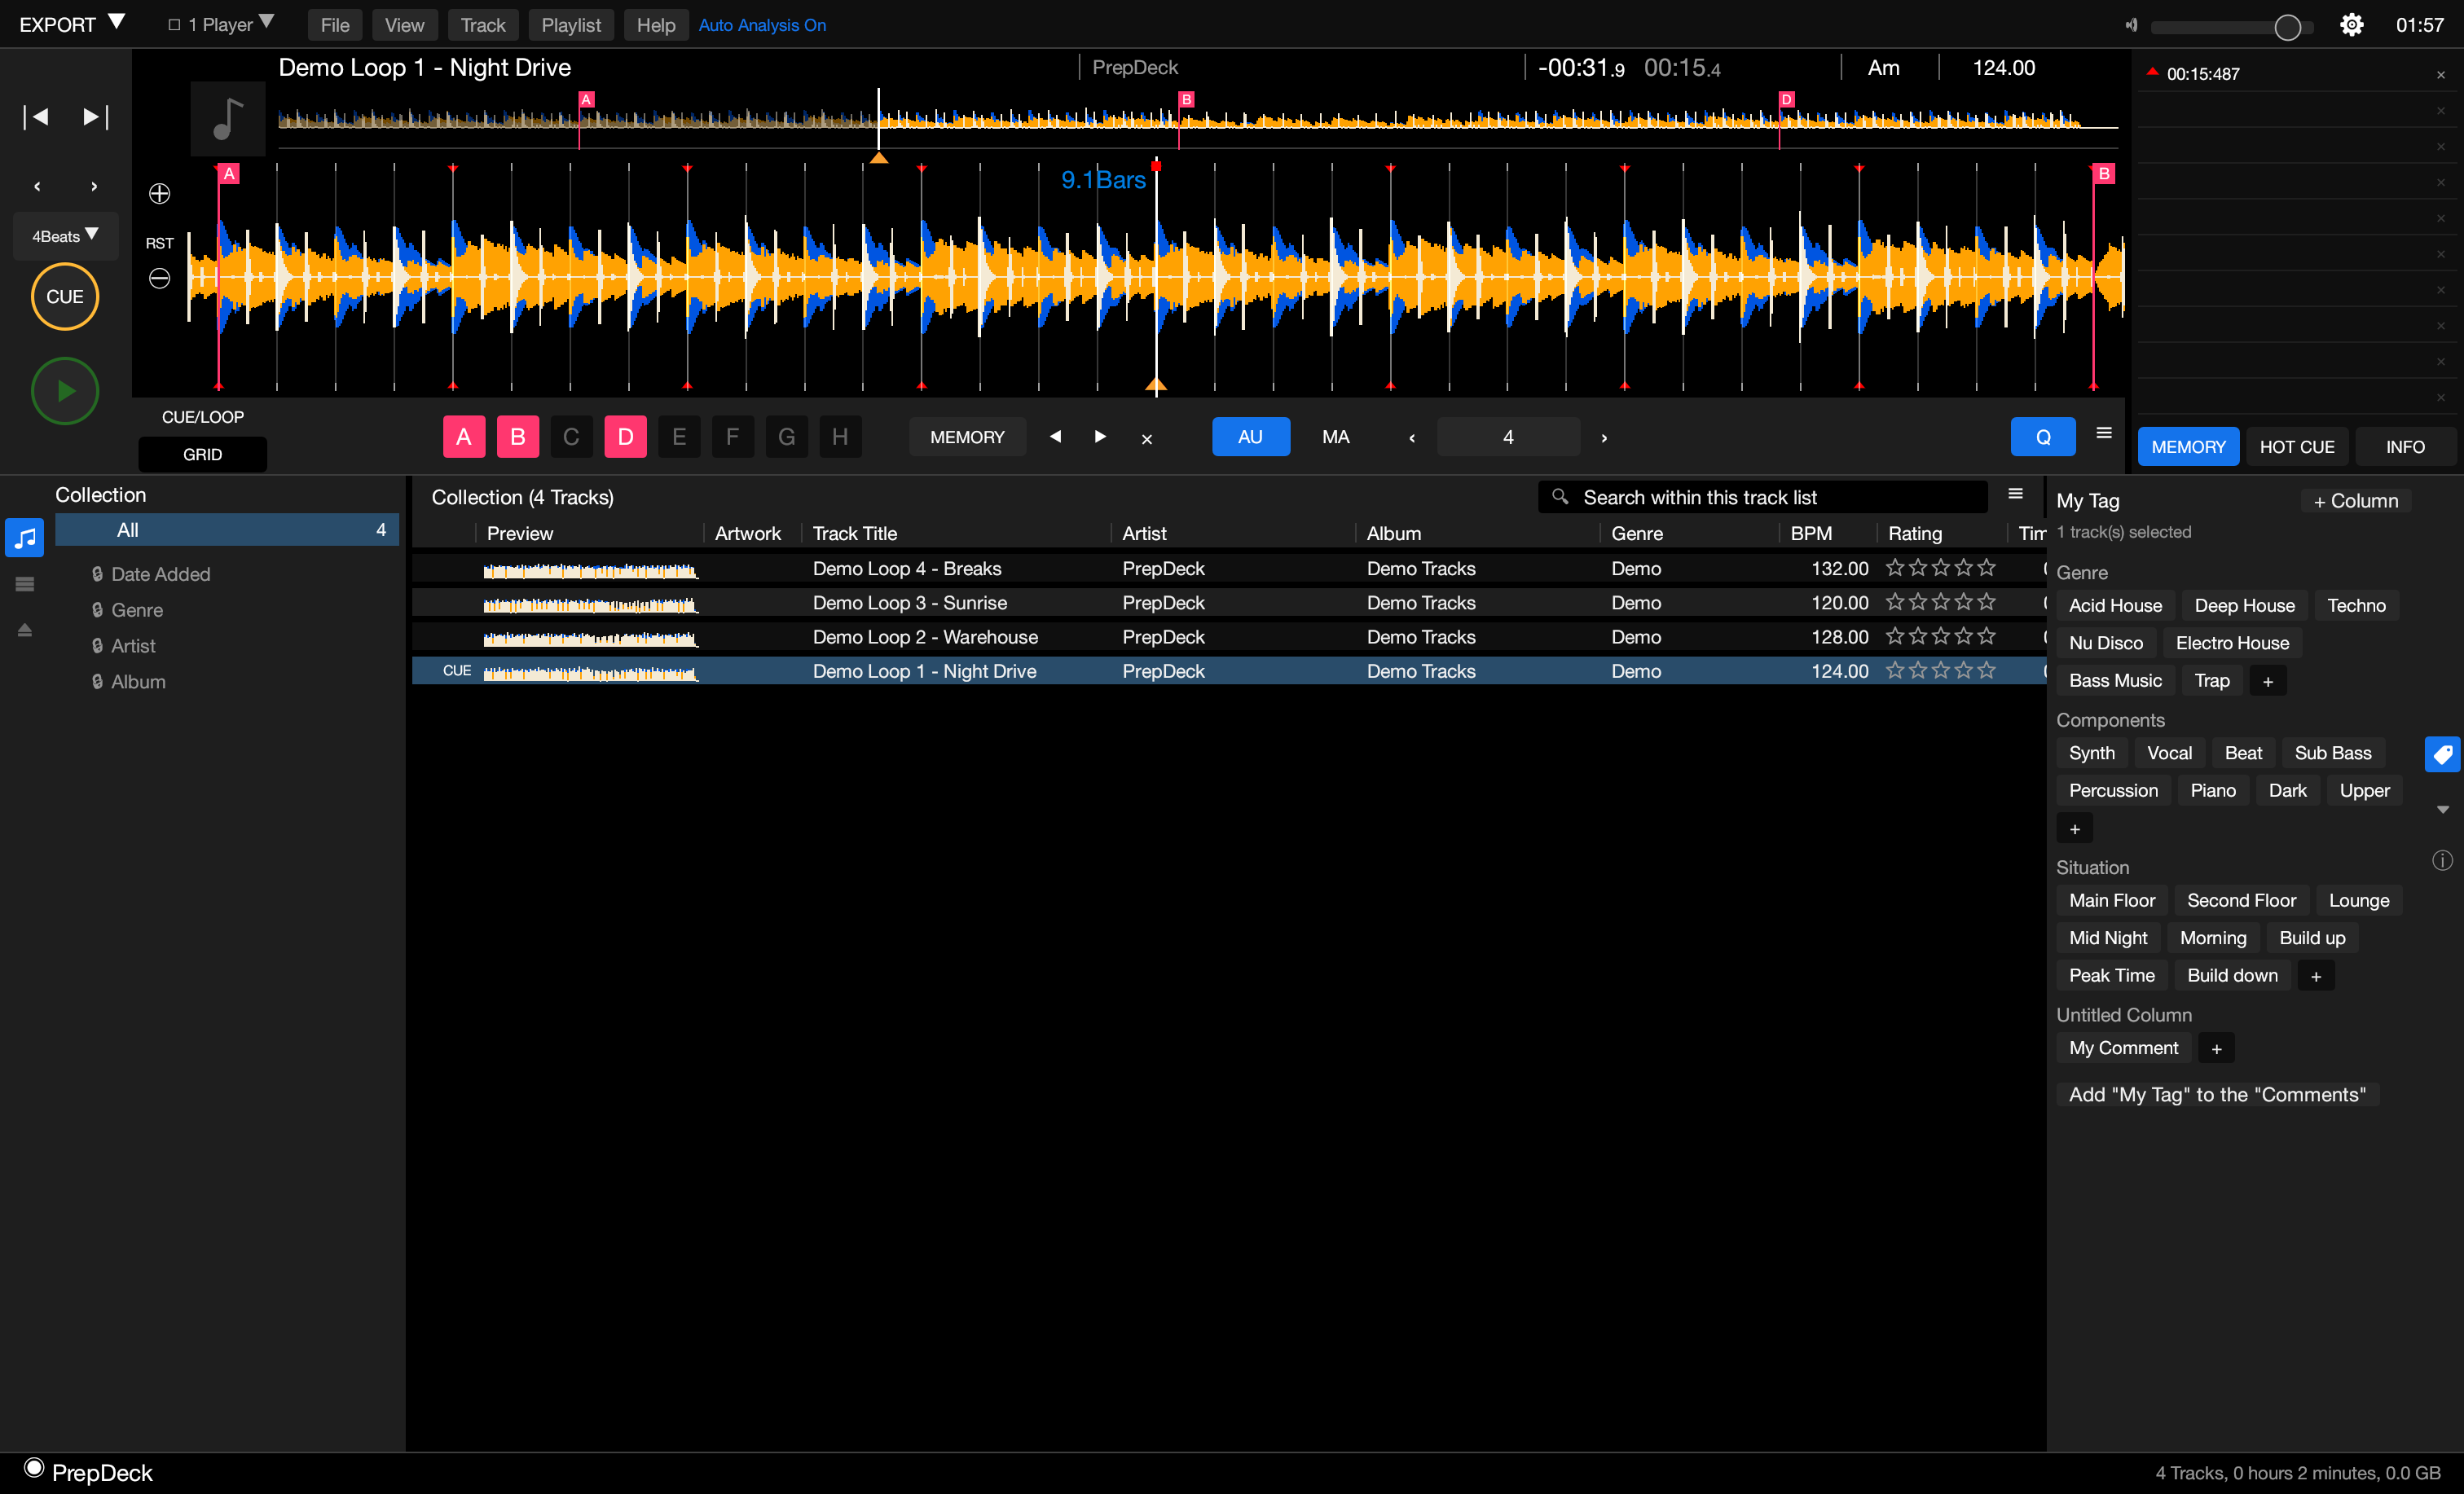 EXPORT 1 Player File View Track Playlist Help Auto Analysis On 01:57
Demo Loop 1 - Night Drive PrepDeck -00:31.9 00:15.4 Am 124.00
00:15:487
A B D
A 9.1Bars B
4Beats
RST
CUE
CUE/LOOP
GRID
A B C D E F G H MEMORY AU MA 4 Q
MEMORY HOT CUE INFO
Collection
All 4
Date Added
Genre
Artist
Album
Collection (4 Tracks) Search within this track list
Preview Artwork Track Title Artist Album Genre BPM Rating Tim
Demo Loop 4 - Breaks PrepDeck Demo Tracks Demo 132.00
Demo Loop 3 - Sunrise PrepDeck Demo Tracks Demo 120.00
Demo Loop 2 - Warehouse PrepDeck Demo Tracks Demo 128.00
CUE Demo Loop 1 - Night Drive PrepDeck Demo Tracks Demo 124.00
My Tag + Column
1 track(s) selected
Genre
Acid House Deep House Techno
Nu Disco Electro House
Bass Music Trap +
Components
Synth Vocal Beat Sub Bass
Percussion Piano Dark Upper
+
Situation
Main Floor Second Floor Lounge
Mid Night Morning Build up
Peak Time Build down +
Untitled Column
My Comment +
Add "My Tag" to the "Comments"
PrepDeck 4 Tracks, 0 hours 2 minutes, 0.0 GB